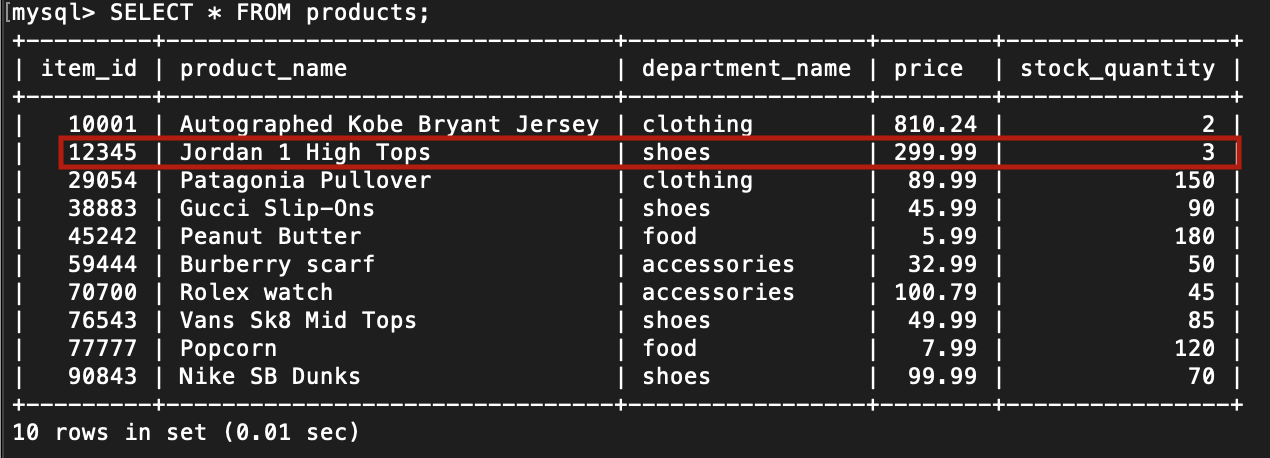 [mysql> SELECT * FROM products;
+---------+--------------------------------+-----------------+--------+----------------+
| item_id | product_name                   | department_name | price  | stock_quantity |
+---------+--------------------------------+-----------------+--------+----------------+
|   10001 | Autographed Kobe Bryant Jersey | clothing        | 810.24 |              2 |
|   12345 | Jordan 1 High Tops             | shoes           | 299.99 |              3 |
|   29054 | Patagonia Pullover             | clothing        |  89.99 |            150 |
|   38883 | Gucci Slip-Ons                 | shoes           |  45.99 |             90 |
|   45242 | Peanut Butter                  | food            |   5.99 |            180 |
|   59444 | Burberry scarf                 | accessories     |  32.99 |             50 |
|   70700 | Rolex watch                    | accessories     | 100.79 |             45 |
|   76543 | Vans Sk8 Mid Tops              | shoes           |  49.99 |             85 |
|   77777 | Popcorn                        | food            |   7.99 |            120 |
|   90843 | Nike SB Dunks                  | shoes           |  99.99 |             70 |
+---------+--------------------------------+-----------------+--------+----------------+
10 rows in set (0.01 sec)